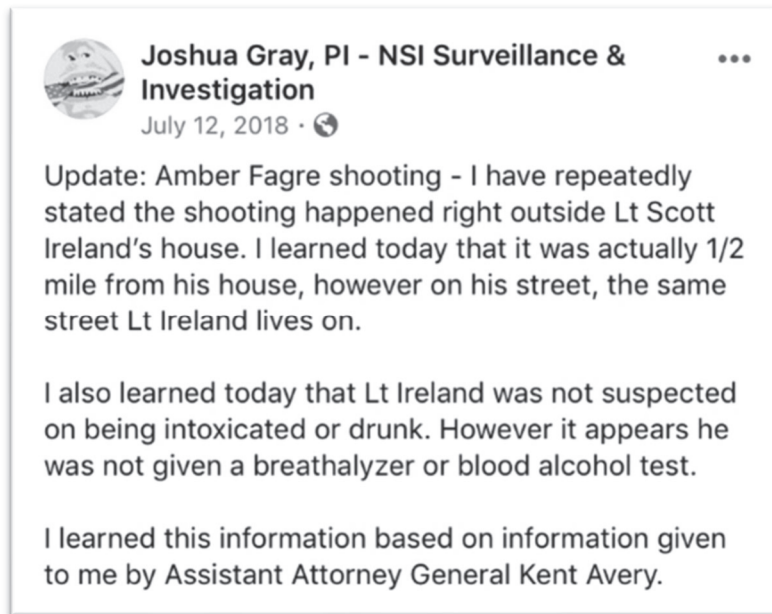 Joshua Gray, PI - NSI Surveillance &
Investigation
July 12, 2018 ·
Update: Amber Fagre shooting - I have repeatedly
stated the shooting happened right outside Lt Scott
Ireland's house. I learned today that it was actually 1/2
mile from his house, however on his street, the same
street Lt Ireland lives on.
I also learned today that Lt Ireland was not suspected
on being intoxicated or drunk. However it appears he
was not given a breathalyzer or blood alcohol test.
I learned this information based on information given
to me by Assistant Attorney General Kent Avery.